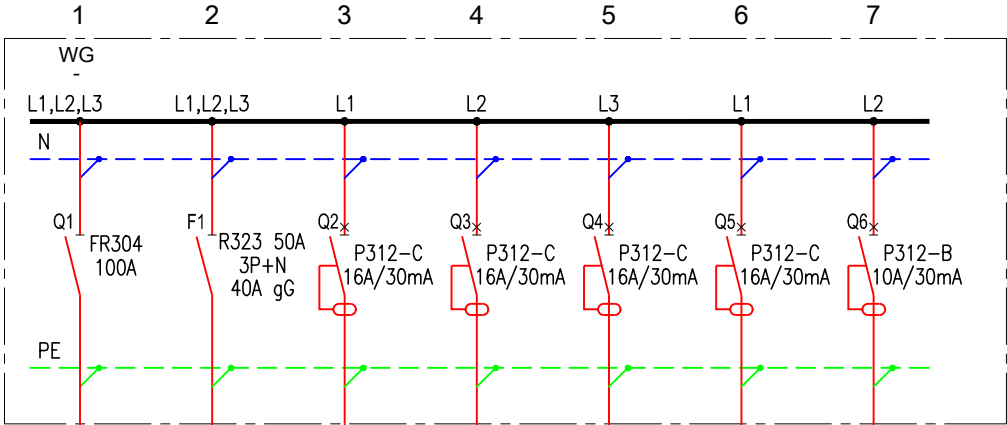 1 2 3 4 5 6 7
WG
-
L1,L2,L3 L1,L2,L3 L1 L2 L3 L1 L2
N
Q1 F1 Q2 Q3 Q4 Q5 Q6
FR304
100A
R323 50A
3P+N
40A gG
P312-C
16A/30mA
P312-C
16A/30mA
P312-C
16A/30mA
P312-C
16A/30mA
P312-B
10A/30mA
PE